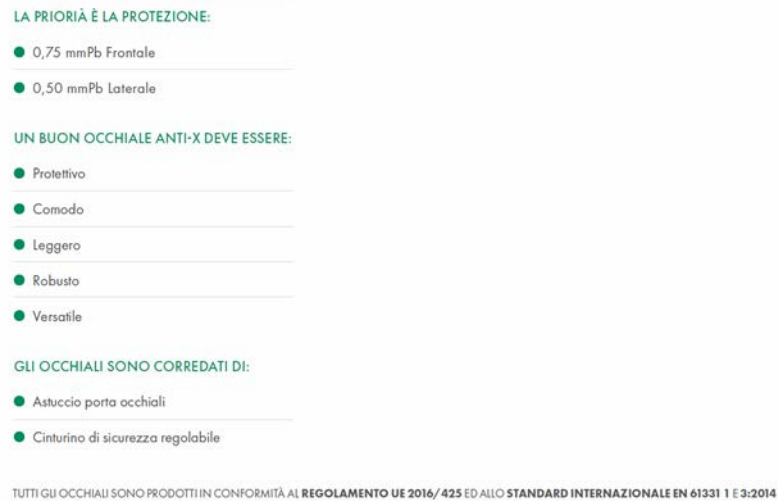 LA PRIORIÀ È LA PROTEZIONE:
0,75 mmPb Frontale
0,50 mmPb Laterale
UN BUON OCCHIALE ANTI-X DEVE ESSERE:
Protettivo
Comodo
Leggero
Robusto
Versatile
GLI OCCHIALI SONO CORREDATI DI:
Astuccio porta occhiali
Cinturino di sicurezza regolabile
TUTTI GLI OCCHIALI SONO PRODOTTI IN CONFORMITÀ AL REGOLAMENTO UE 2016/425 ED ALLO STANDARD INTERNAZIONALE EN 61331 1 E 3:2014